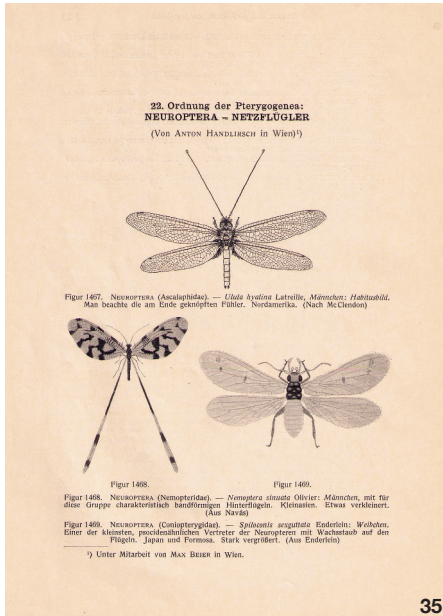 22. Ordnung der Pterygogenea:
NEUROPTERA = NETZFLÜGLER
(Von ANTON HANDLIRSCH in Wien)¹)
Figur 1467. NEUROPTERA (Ascalaphidae). — Ululа hyalina Latreille, Männchen: Habitusbild.
Man beachte die am Ende geknöpften Fühler. Nordamerika. (Nach McClendon)
Figur 1468.
Figur 1469.
Figur 1468. NEUROPTERA (Nemopteridae). — Nemoptera sinuata Olivier: Männchen, mit für
diese Gruppe charakteristisch bandförmigen Hinterflügeln. Kleinasien. Etwas verkleinert.
(Aus Navás)
Figur 1469. NEUROPTERA (Coniopterygidae). — Spiloconis sexguttata Enderlein: Weibchen.
Einer der kleinsten, psocidenähnlichen Vertreter der Neuropteren mit Wachsstaub auf den
Flügeln. Japan und Formosa. Stark vergrößert. (Aus Enderlein)
¹) Unter Mitarbeit von MAX BEIER in Wien.
35